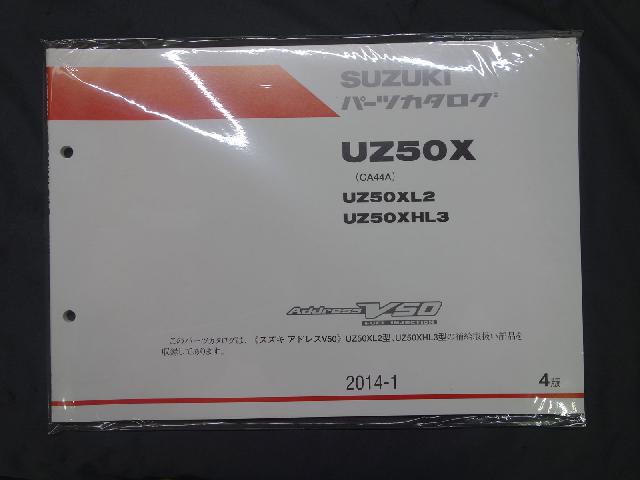 SUZUKI
パーツカタログ
UZ50X
(CA44A)
UZ50XL2
UZ50XHL3
Address V50
FUEL INJECTION
このパーツカタログは、《スズキ アドレスV50》UZ50XL2型、UZ50XHL3型の補給取扱い部品を
収録してあります。
2014-1
4版